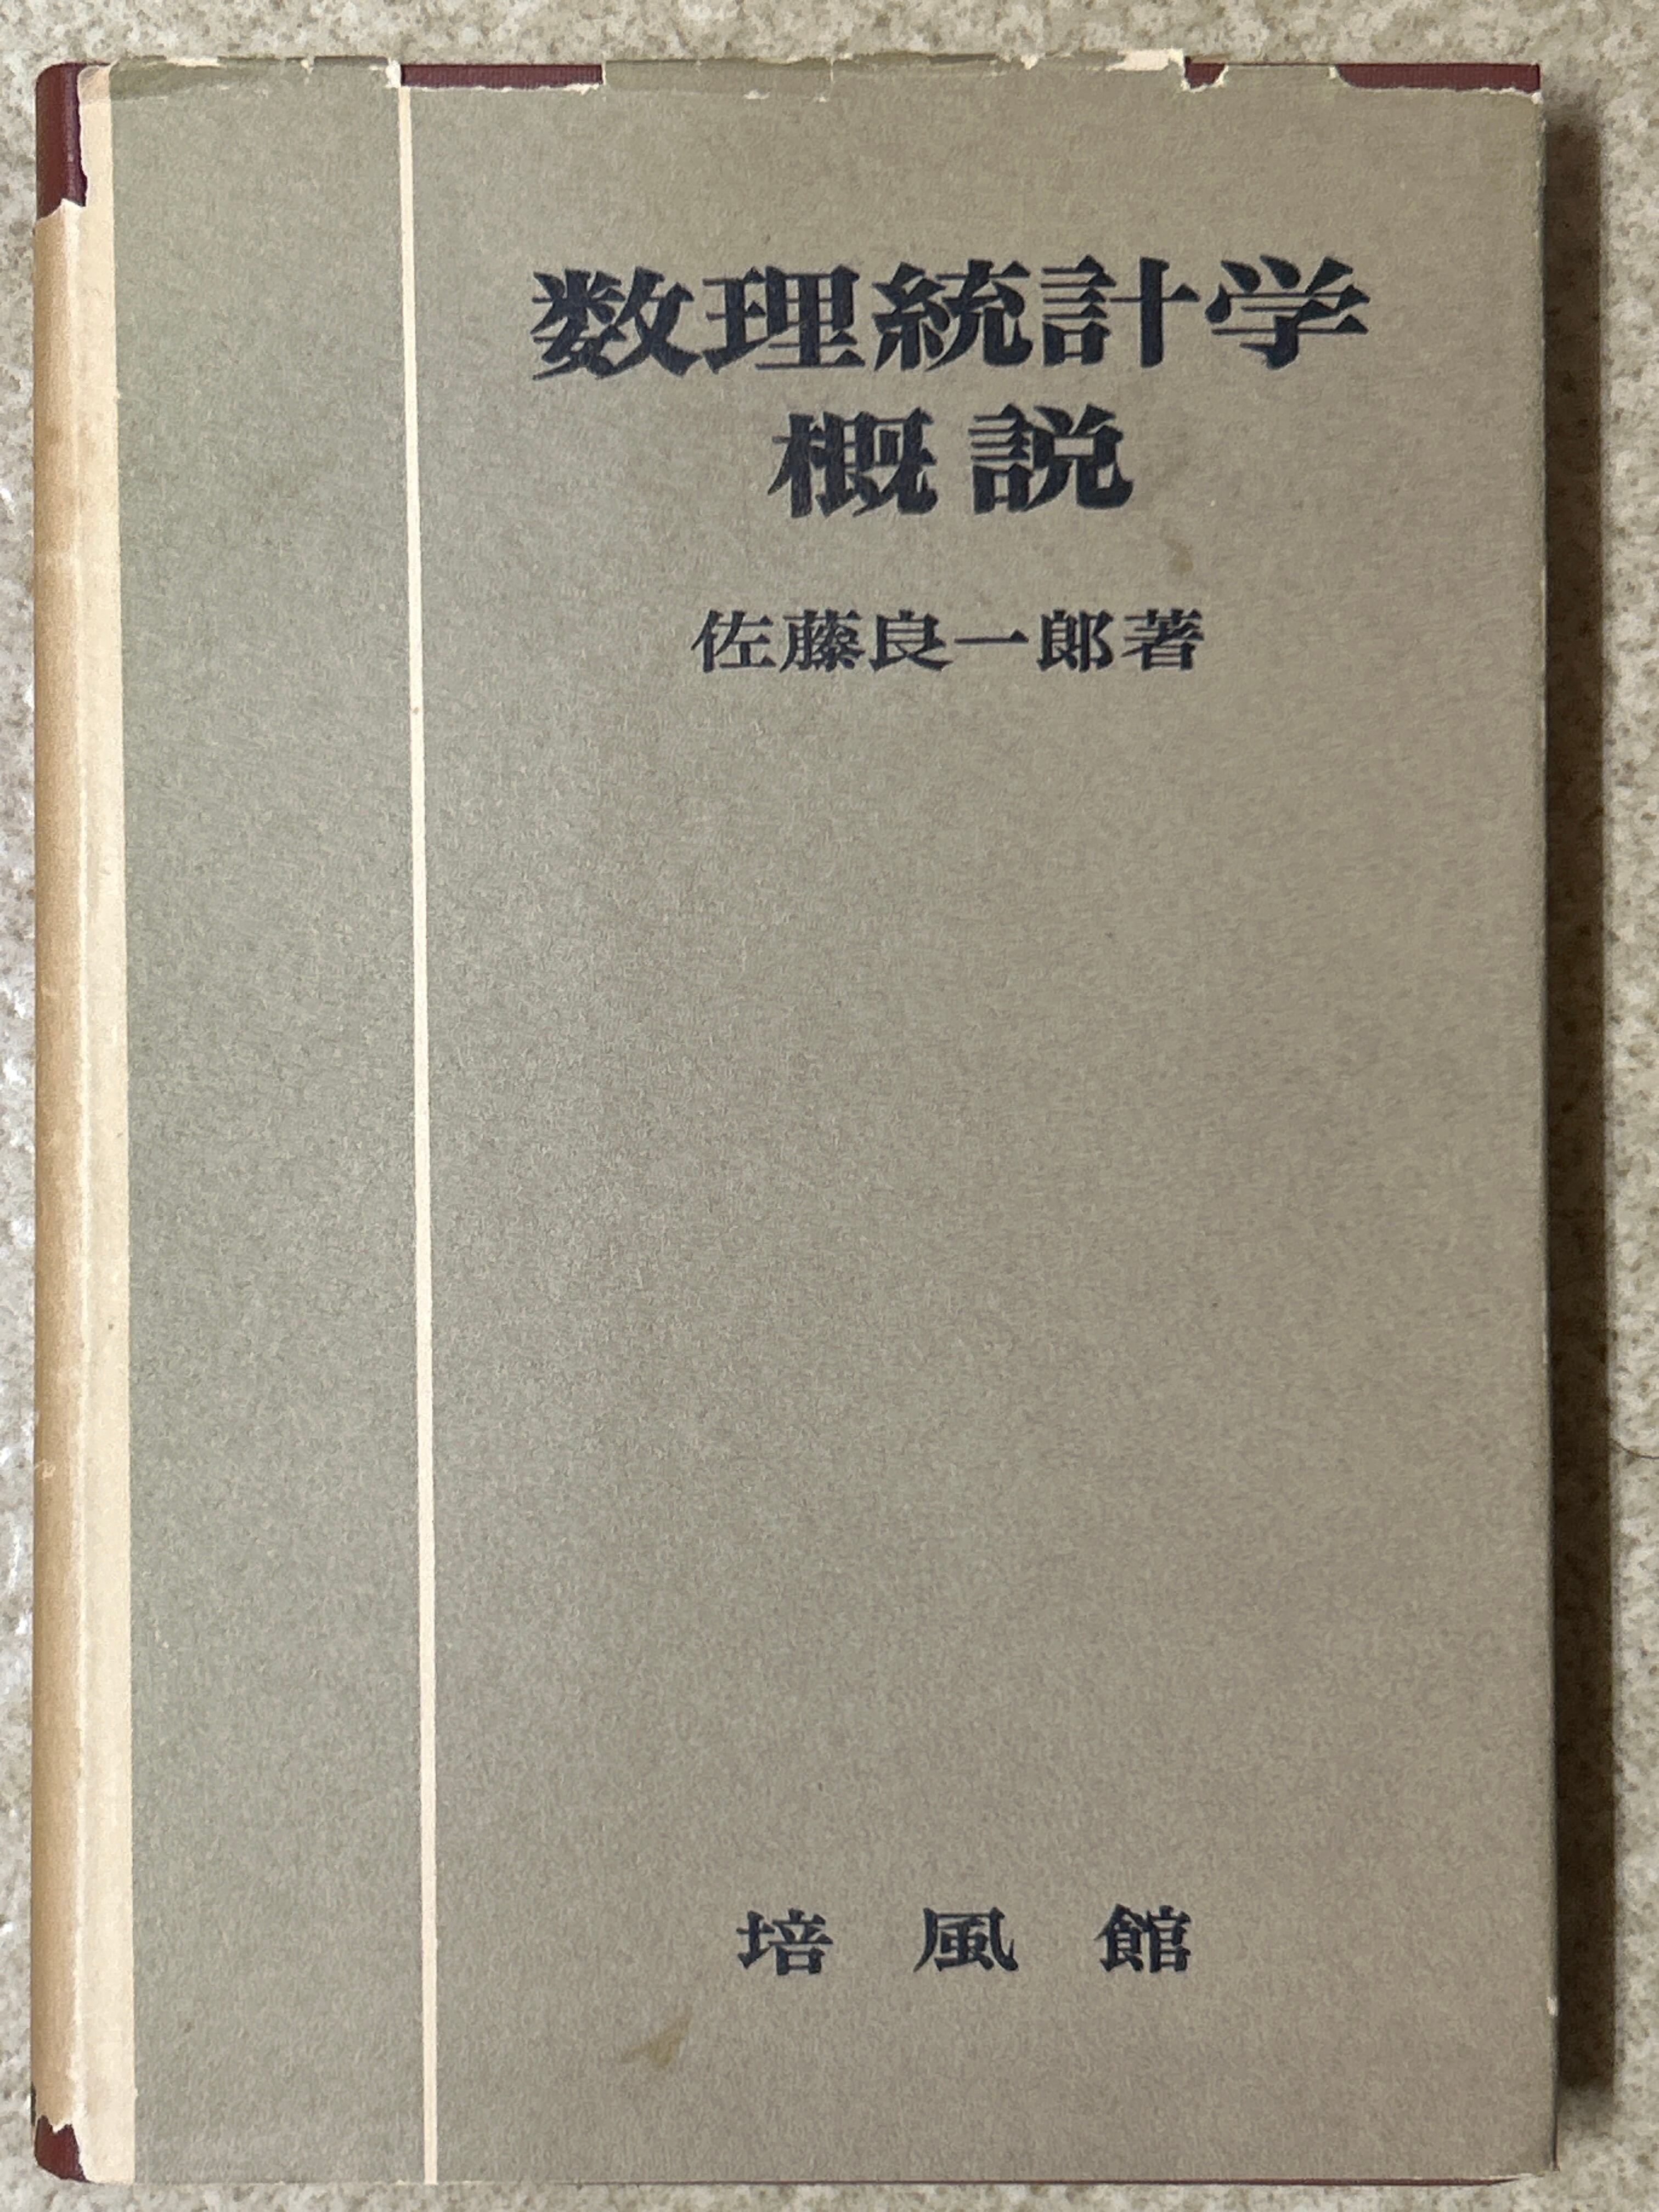 数理統計学
概説
佐藤良一郎著
培風館